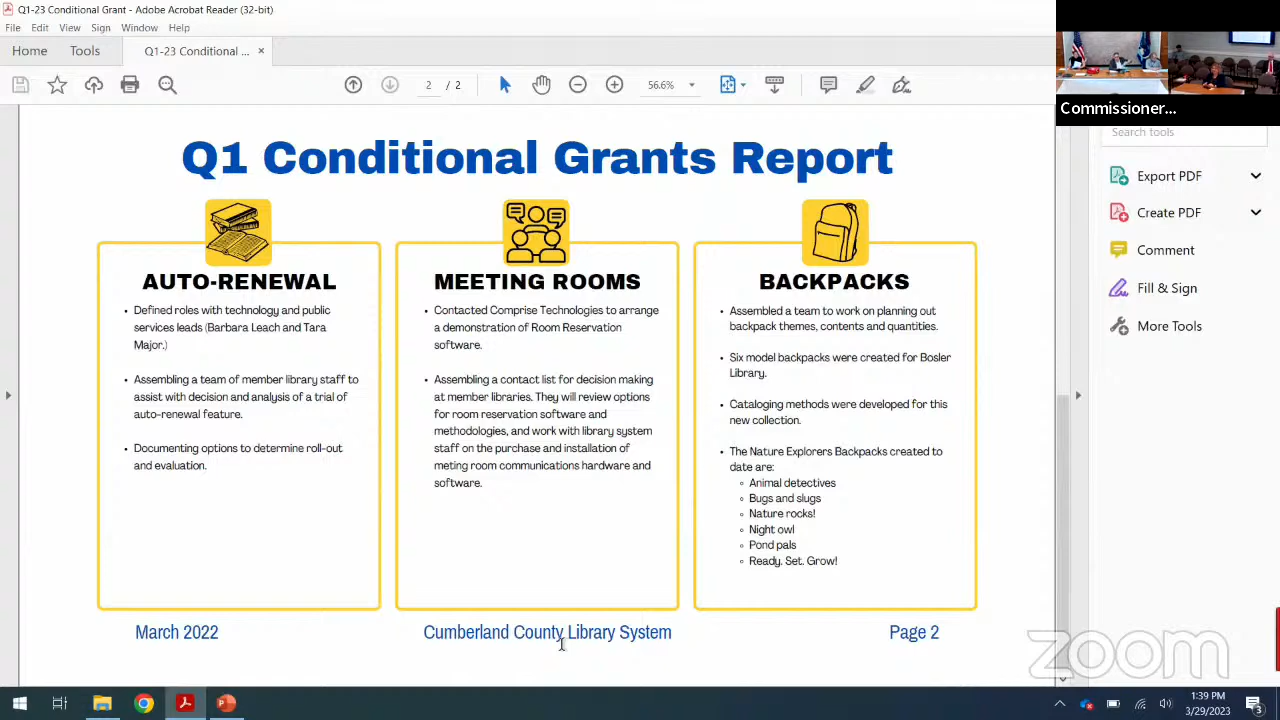 Q1-23 Conditional Grant - Adobe Acrobat Reader (32-bit)
File Edit View Sign Window Help
Home Tools Q1-23 Conditional ... ×
2 / 2 56.6%
Commissioner...
Search tools
Export PDF
Create PDF
Comment
Fill & Sign
More Tools
Q1 Conditional Grants Report
AUTO-RENEWAL
• Defined roles with technology and public
services leads (Barbara Leach and Tara
Major.)
• Assembling a team of member library staff to
assist with decision and analysis of a trial of
auto-renewal feature.
• Documenting options to determine roll-out
and evaluation.
MEETING ROOMS
• Contacted Comprise Technologies to arrange
a demonstration of Room Reservation
software.
• Assembling a contact list for decision making
at member libraries. They will review options
for room reservation software and
methodologies, and work with library system
staff on the purchase and installation of
meting room communications hardware and
software.
BACKPACKS
• Assembled a team to work on planning out
backpack themes, contents and quantities.
• Six model backpacks were created for Bosler
Library.
• Cataloging methods were developed for this
new collection.
• The Nature Explorers Backpacks created to
date are:
Animal detectives
Bugs and slugs
Nature rocks!
Night owl
Pond pals
Ready. Set. Grow!
March 2022 Cumberland County Library System Page 2
zoom
1:39 PM
3/29/2023
3